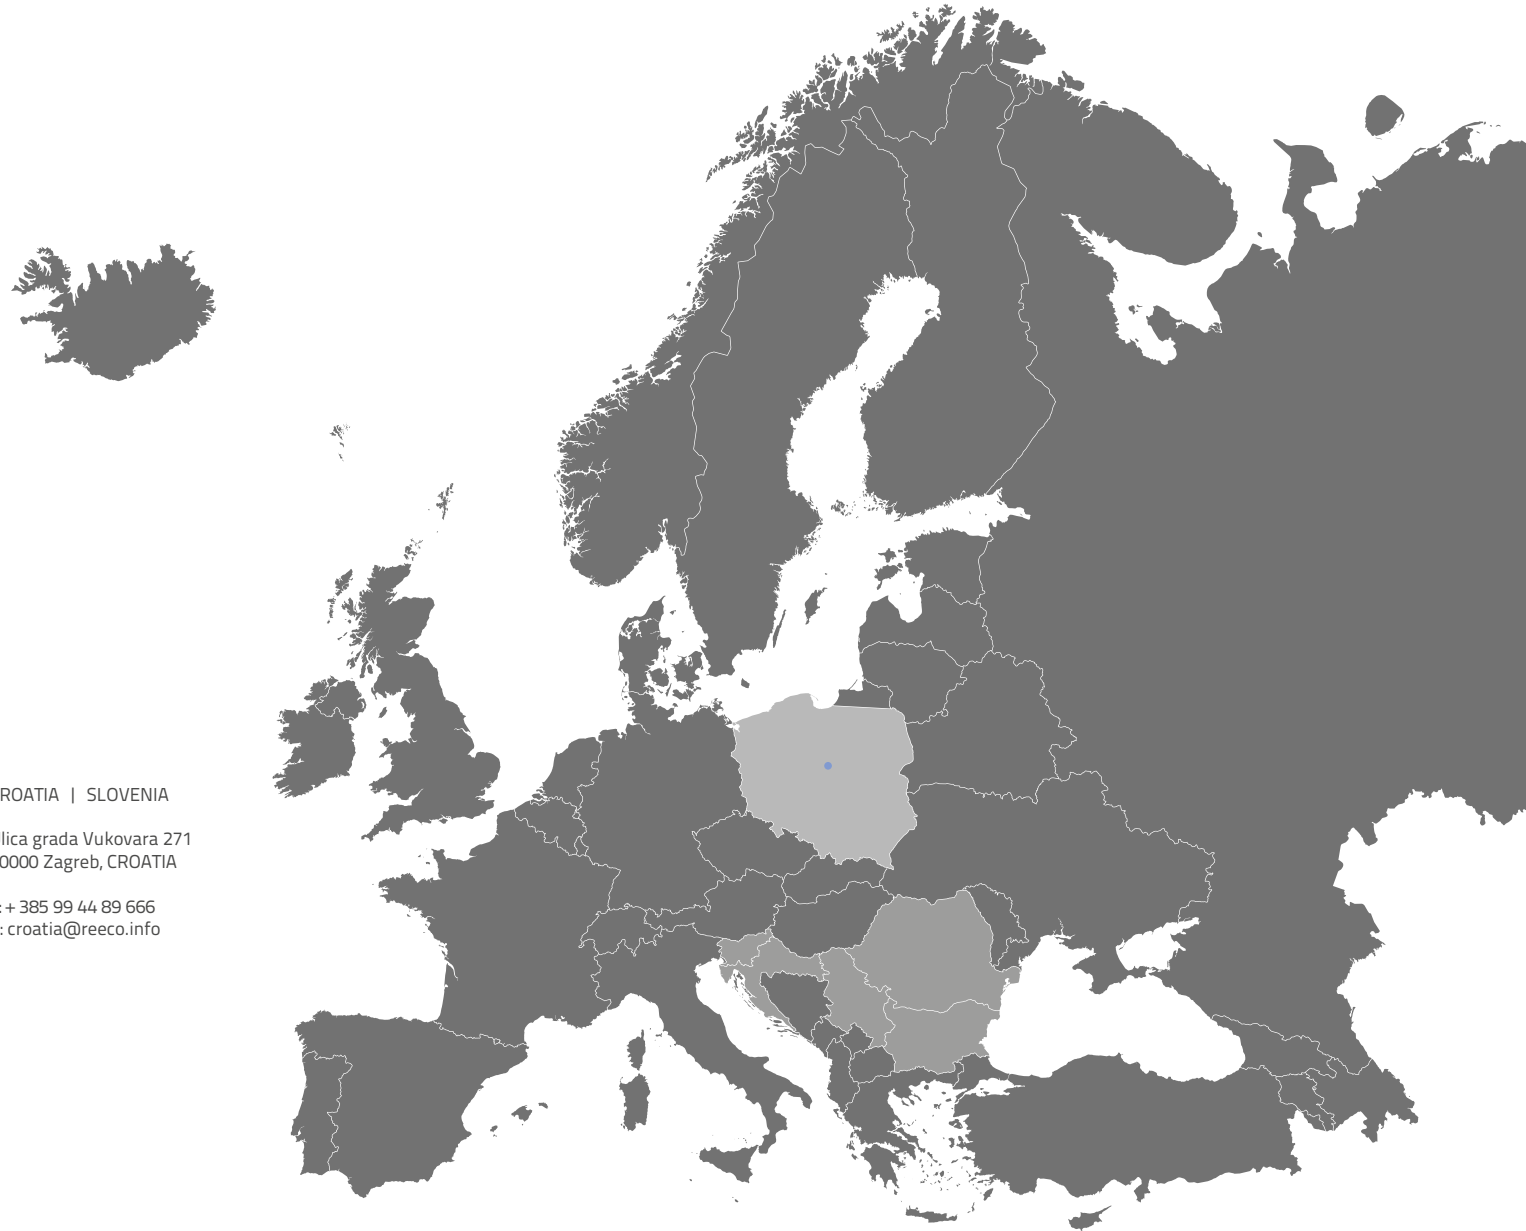 ROATIA | SLOVENIA
lica grada Vukovara 271
0000 Zagreb, CROATIA
: + 385 99 44 89 666
: croatia@reeco.info